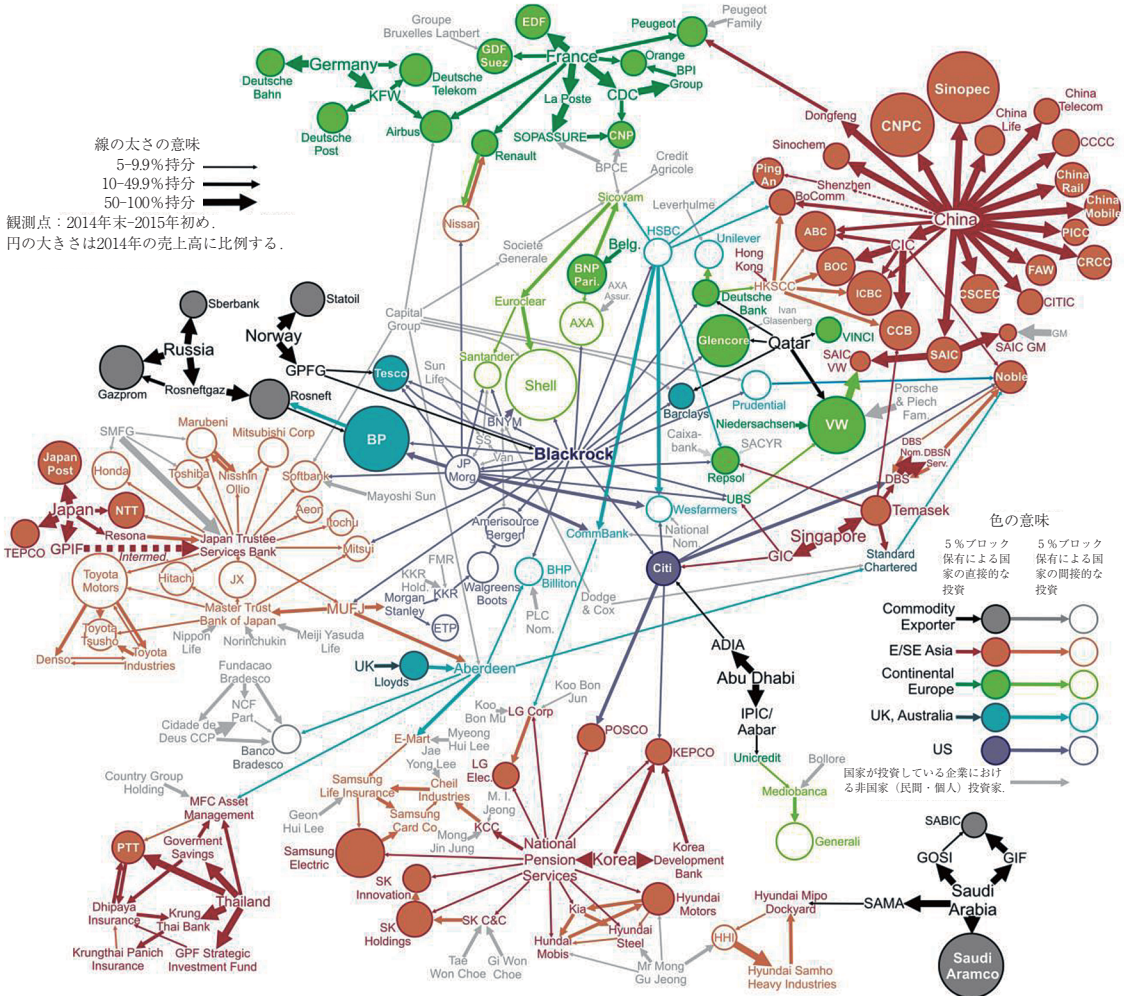 線の太さの意味
5-9.9%持分
10-49.9%持分
50-100%持分
観測点：2014年末-2015年初め.
円の大きさは2014年の売上高に比例する.
Groupe
Bruxelles Lambert
EDF
GDF
Suez
France
Peugeot
Peugeot
Family
Orange
BPI
Group
Germany
Deutsche
Bahn
Deutsche
Telekom
KFW
Deutsche
Post
Airbus
La Poste
CDC
SOPASSURE
CNP
Renault
BPCE
Credit
Agricole
Sicovam
Nissan
Societé
Generale
Leverhulme
HSBC
Unilever
Belg.
BNP
Pari.
AXA
Assur.
AXA
Euroclear
Santander
Shell
Capital
Group
Dongfeng
Sinopec
CNPC
China
Life
China
Telecom
CCCC
Sinochem
Ping
An
Shenzhen
BoComm
China
Rail
China
Mobile
China
ABC
CIC
PICC
CRCC
Hong
Kong
HKSCC
BOC
ICBC
FAW
CSCEC
CITIC
CCB
SAIC
SAIC GM
GM
Deutsche
Bank
Ivan
Glasenberg
Glencore
Qatar
VINCI
SAIC
VW
Noble
Barclays
Prudential
Porsche
& Piech
Fam.
Niedersachsen
VW
Caixa-
bank
SACYR
Repsol
DBS
Nom.
DBSN
Serv.
DBS
UBS
Temasek
Singapore
GIC
Standard
Chartered
Sberbank
Statoil
Russia
Norway
Gazprom
Rosneftgaz
GPFG
Rosneft
Tesco
Sun
Life
BNYM
BP
SS
Van
JP
Morg
Blackrock
SMFG
Marubeni
Mitsubishi Corp
Japan
Post
Honda
Toshiba
Nisshin
Ollio
Softbank
Mayoshi Sun
Japan
NTT
Aeon
Itochu
Resona
TEPCO
GPIF
Intermed.
Japan Trustee
Services Bank
Mitsui
Toyota
Motors
Hitach
JX
Toyota
Tsusho
Master Trust
Bank of Japan
MUFJ
Nippon
Life
Norinchukin
Meiji Yasuda
Life
Denso
Toyota
Industries
Amerisource
Bergen
CommBank
Wesfarmers
National
Nom.
FMR
KKR
Hold.
KKR
Walgreens
Boots
BHP
Billiton
Morgan
Stanley
ETP
PLC
Nom.
Dodge
& Cox
Citi
UK
Lloyds
Aberdeen
ADIA
Abu Dhabi
IPIC/
Aabar
Unicredit
Bollore
Mediobanca
Generali
Fundacao
Bradesco
NCF
Part.
Cidade de
Deus CCP
Banco
Bradesco
Country Group
Holding
MFC Asset
Management
PTT
Goverment
Savings
Thailand
Dhipaya
Insurance
Krung
Thai Bank
Krungthai Panich
Insurance
GPF Strategic
Investment Fund
Koo
Bon Mu
LG Corp
Koo Bon
Jun
POSCO
KEPCO
E-Mart
Myeong
Hui Lee
Jae
Yong Lee
LG
Elec.
Samsung
Life Insurance
Cheil
Industries
M. I.
Jeong
Geon
Hui Lee
Samsung
Card Co
Mong
Jin Jung
KCC
Samsung
Electric
National
Pension
Services
Korea
Korea
Development
Bank
SK
Innovation
SK
Holdings
SK C&C
Tae
Won Choe
Gi Won
Choe
Kia
Hundai
Mobis
Hyundai
Motors
Hyundai
Steel
Mr Mong
Gu Jeong
Hyundai Mipo
Dockyard
HHI
Hyundai Samho
Heavy Industries
SABIC
GOSI
GIF
Saudi
Arabia
SAMA
Saudi
Aramco
色の意味
５％ブロック
保有による国
家の直接的な
投資
５％ブロック
保有による国
家の間接的な
投資
Commodity
Exporter
E/SE Asia
Continental
Europe
UK, Australia
US
国家が投資している企業におけ
る非国家（民間・個人）投資家.